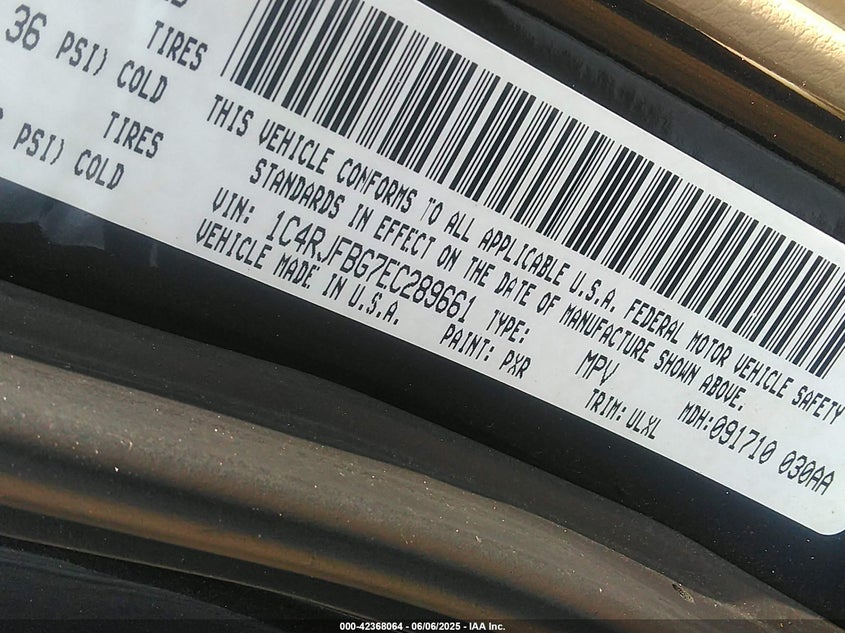 36 PSI) COLD
TIRES
PSI) COLD
TIRES
THIS VEHICLE CONFORMS TO ALL APPLICABLE U.S.A. FEDERAL MOTOR VEHICLE SAFETY
STANDARDS IN EFFECT ON THE DATE OF MANUFACTURE SHOWN ABOVE.
VIN: 1C4RJFBG7EC289661 TYPE: MPV MDH:091710 030AA
VEHICLE MADE IN U.S.A. PAINT: PXR TRIM:ULXL
000-42368064 - 06/06/2025 - IAA Inc.